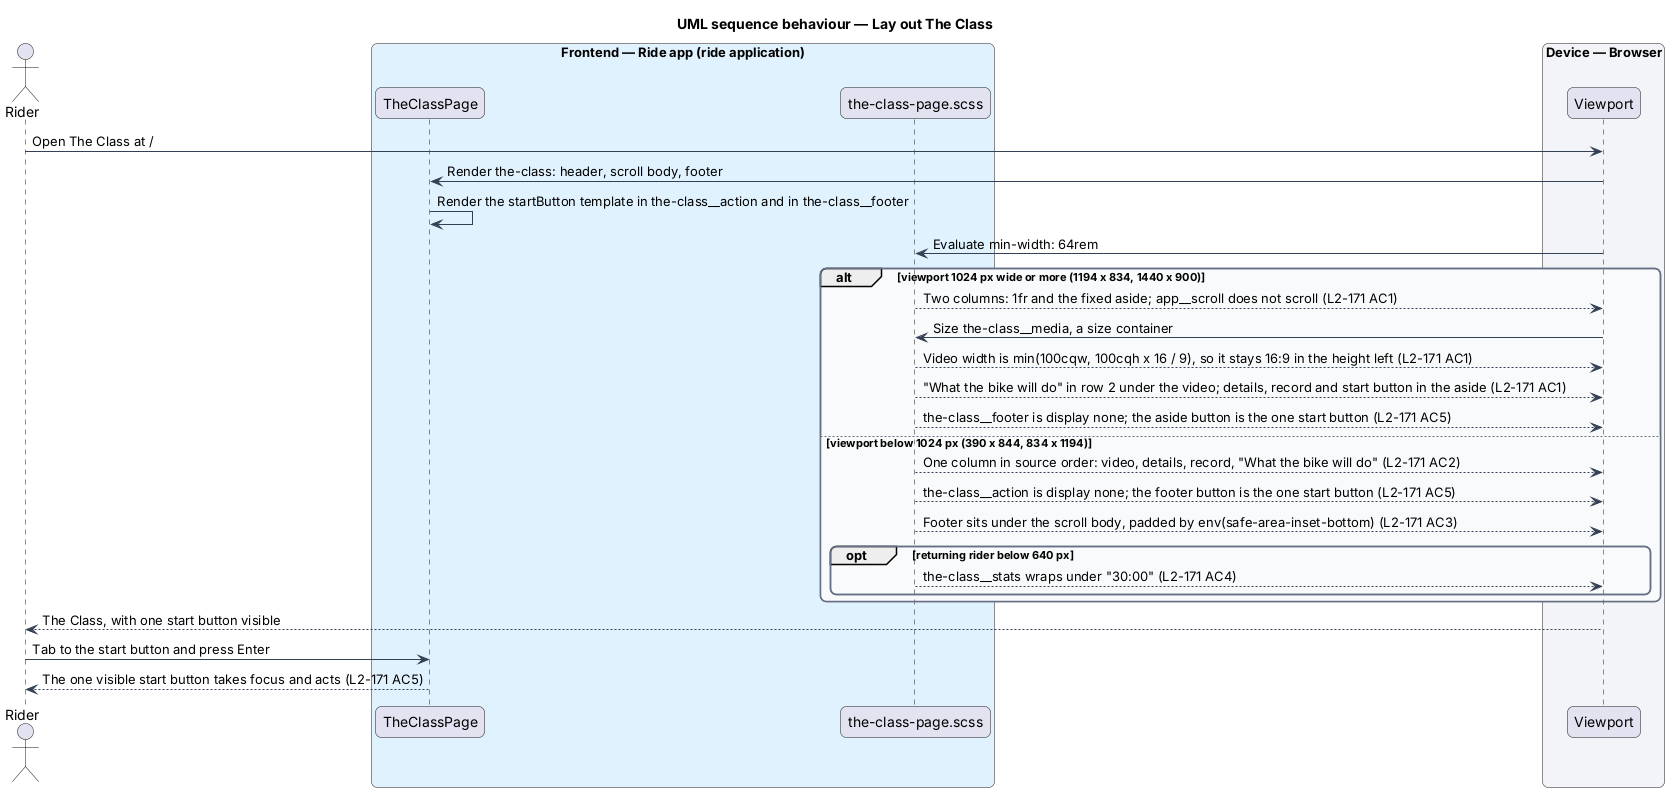 UML sequence behaviour — Lay out The Class
Frontend — Ride app (ride application)
Device — Browser
Rider
TheClassPage
the-class-page.scss
Viewport
Open The Class at /
Render the-class: header, scroll body, footer
Render the startButton template in the-class__action and in the-class__footer
Evaluate min-width: 64rem
alt
[viewport 1024 px wide or more (1194 x 834, 1440 x 900)]
Two columns: 1fr and the fixed aside; app__scroll does not scroll (L2-171 AC1)
Size the-class__media, a size container
Video width is min(100cqw, 100cqh x 16 / 9), so it stays 16:9 in the height left (L2-171 AC1)
"What the bike will do" in row 2 under the video; details, record and start button in the aside (L2-171 AC1)
the-class__footer is display none; the aside button is the one start button (L2-171 AC5)
[viewport below 1024 px (390 x 844, 834 x 1194)]
One column in source order: video, details, record, "What the bike will do" (L2-171 AC2)
the-class__action is display none; the footer button is the one start button (L2-171 AC5)
Footer sits under the scroll body, padded by env(safe-area-inset-bottom) (L2-171 AC3)
opt
[returning rider below 640 px]
the-class__stats wraps under "30:00" (L2-171 AC4)
The Class, with one start button visible
Tab to the start button and press Enter
The one visible start button takes focus and acts (L2-171 AC5)
Rider
TheClassPage
the-class-page.scss
Viewport